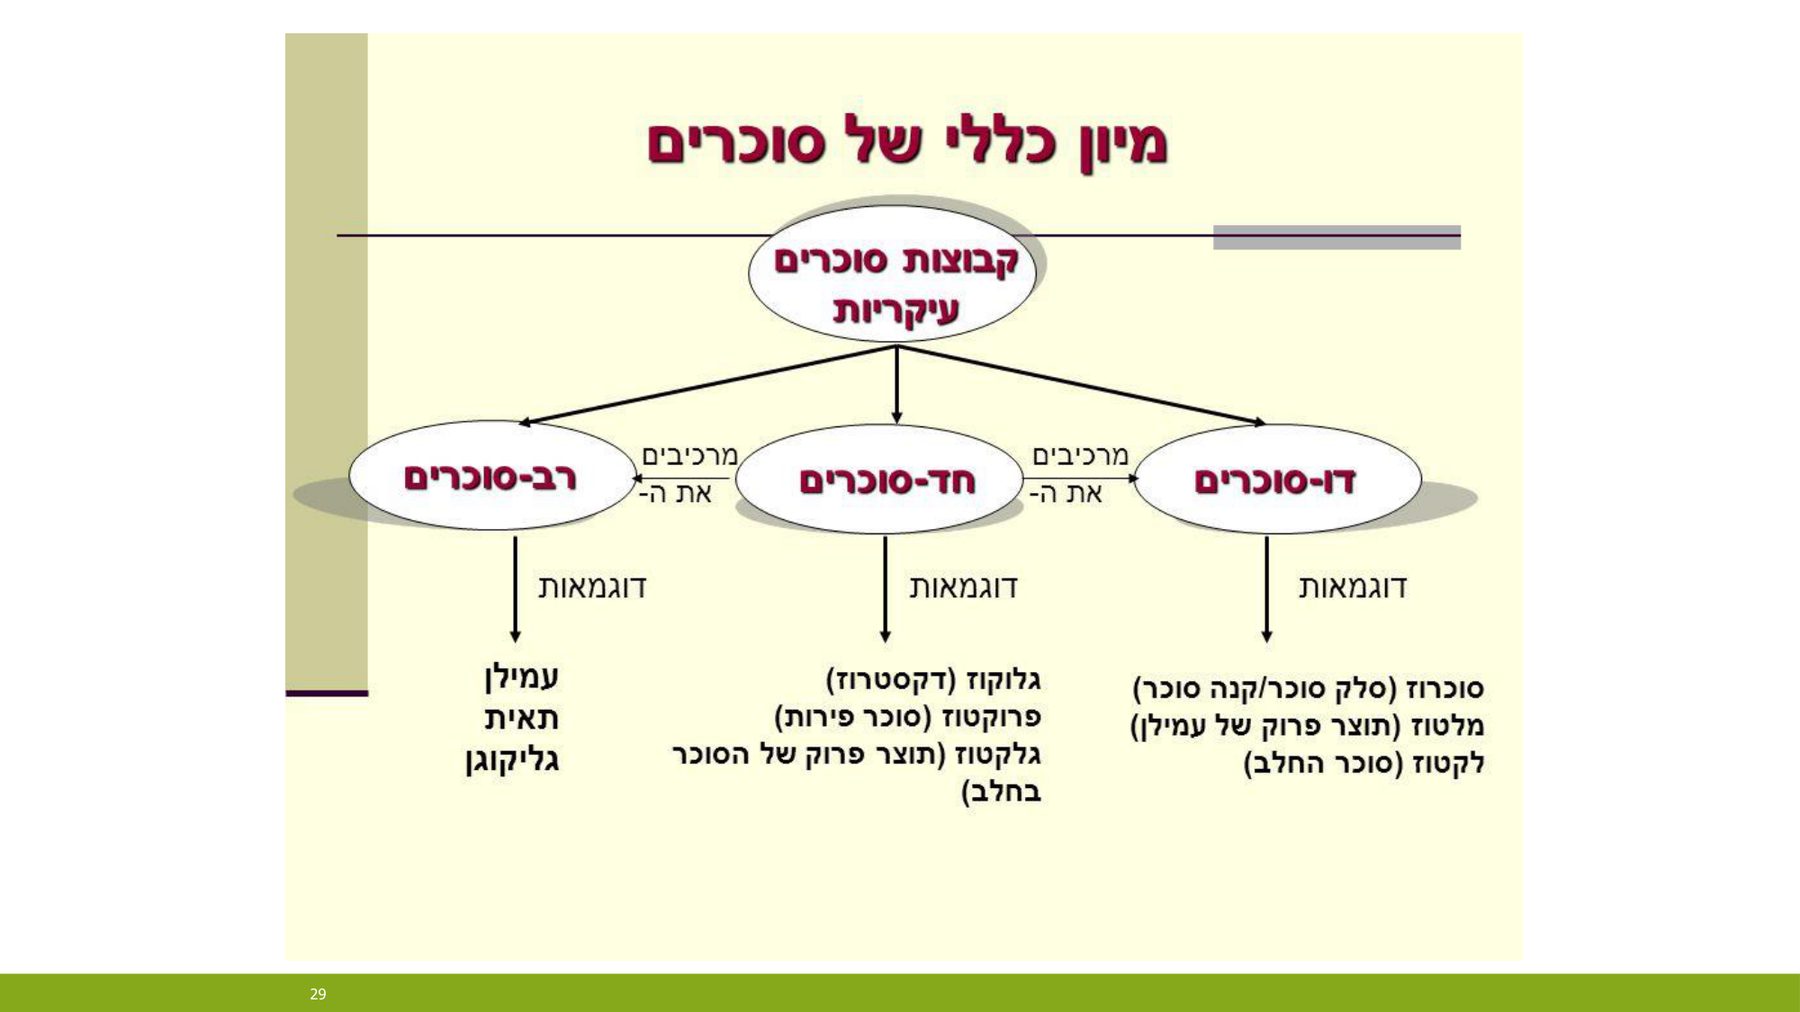 מיון כללי של סוכרים
קבוצות סוכרים
עיקריות
דו-סוכרים
מרכיבים
את ה-
חד-סוכרים
מרכיבים
את ה-
רב-סוכרים
דוגמאות
דוגמאות
דוגמאות
סוכרוז (סלק סוכר/קנה סוכר)
מלטוז (תוצר פרוק של עמילן)
לקטוז (סוכר החלב)
גלוקוז (דקסטרוז)
פרוקטוז (סוכר פירות)
גלקטוז (תוצר פרוק של הסוכר
בחלב)
עמילן
תאית
גליקוגן
29